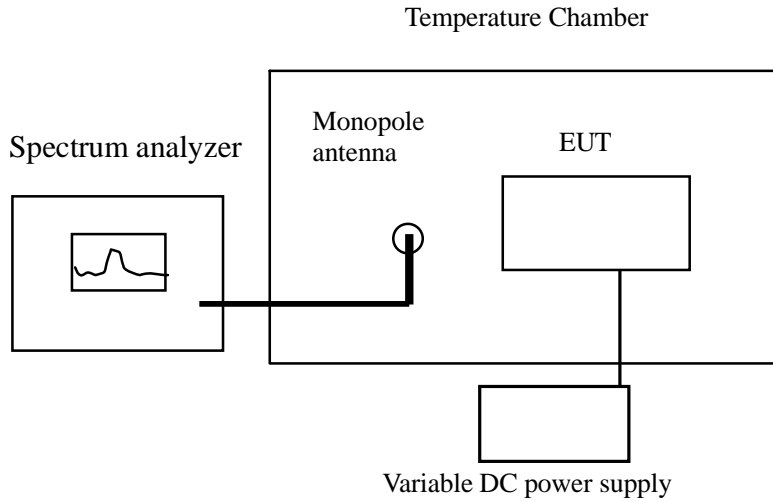 Temperature Chamber
Monopole
antenna
EUT
Spectrum analyzer
Variable DC power supply